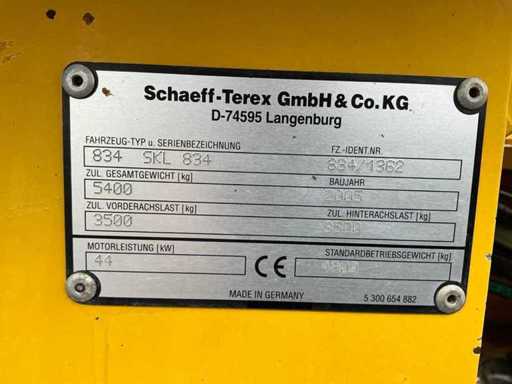 Schaeff-Terex GmbH & Co. KG
D-74595 Langenburg
FAHRZEUG-TYP u. SERIENBEZEICHNUNG FZ.-IDENT.NR.
834 SKL 834 834/1362
ZUL. GESAMTGEWICHT [kg] BAUJAHR
5400
ZUL. VORDERACHSLAST [kg] ZUL. HINTERACHSLAST [kg]
3500 3500
MOTORLEISTUNG [kW] STANDARDBETRIEBSGEWICHT [kg]
44 CE
MADE IN GERMANY 5 300 654 882